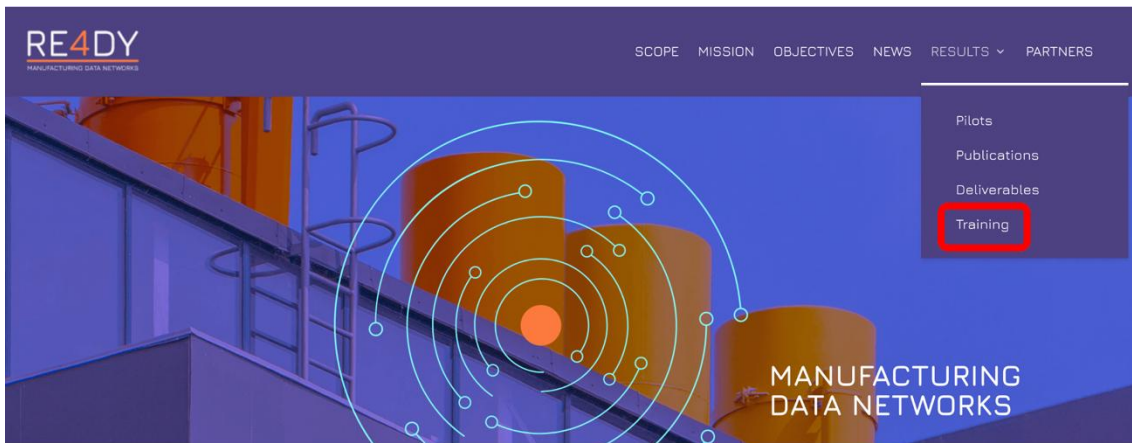 RE4DY
MANUFACTURING DATA NETWORKS
SCOPE MISSION OBJECTIVES NEWS RESULTS PARTNERS
Pilots
Publications
Deliverables
Training
MANUFACTURING
DATA NETWORKS